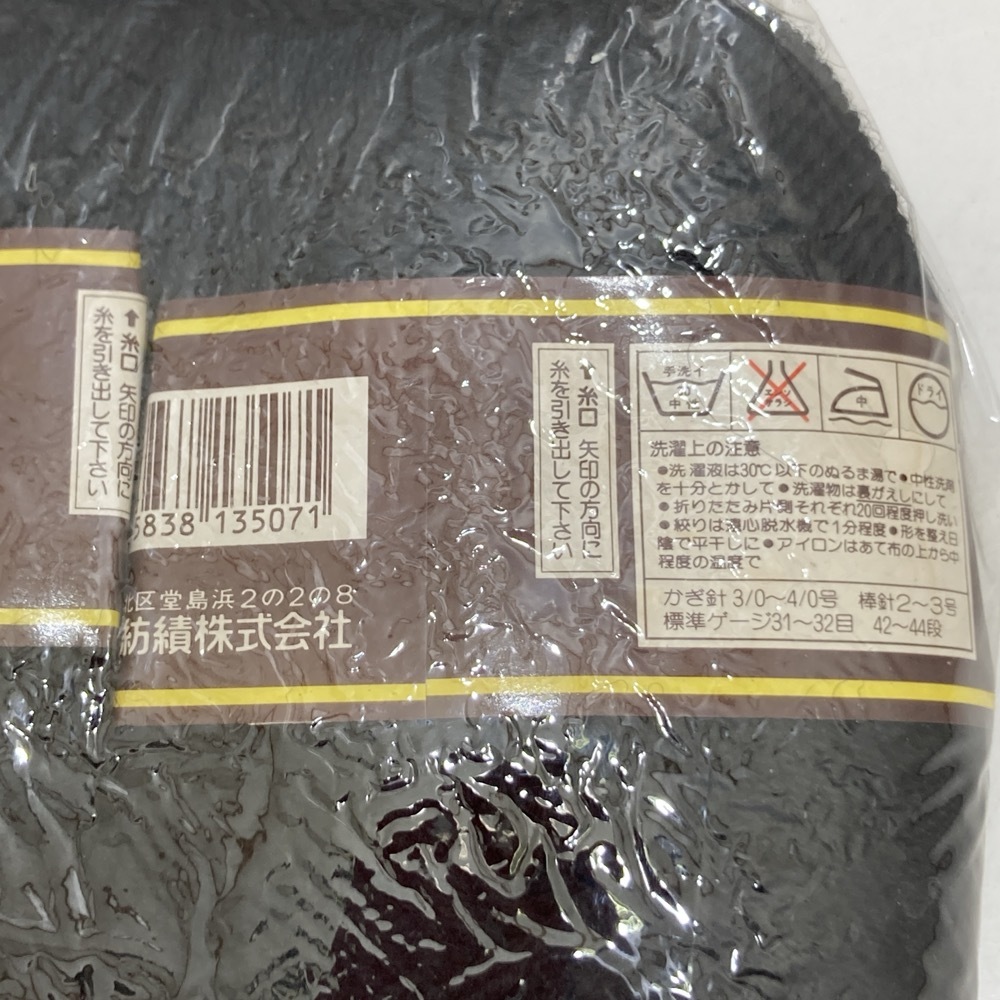 ↑糸口 矢印の方向に
糸を引き出して下さい
5838 135071
北区堂島浜2の2の8
紡績株式会社
↑糸口 矢印の方向に
糸を引き出して下さい
手洗イ
30
中性
エンソ
サラシ
中
ドライ
洗濯上の注意
●洗濯液は30℃以下のぬるま湯で●中性洗剤
を十分とかして●洗濯物は裏がえしにして
●折りたたみ片側それぞれ20回程度押し洗い
●絞りは遠心脱水機で1分程度●形を整え日
陰で平干しに●アイロンはあて布の上から中
程度の温度で
かぎ針 3/0〜4/0号 棒針2〜3号
標準ゲージ31〜32目 42〜44段